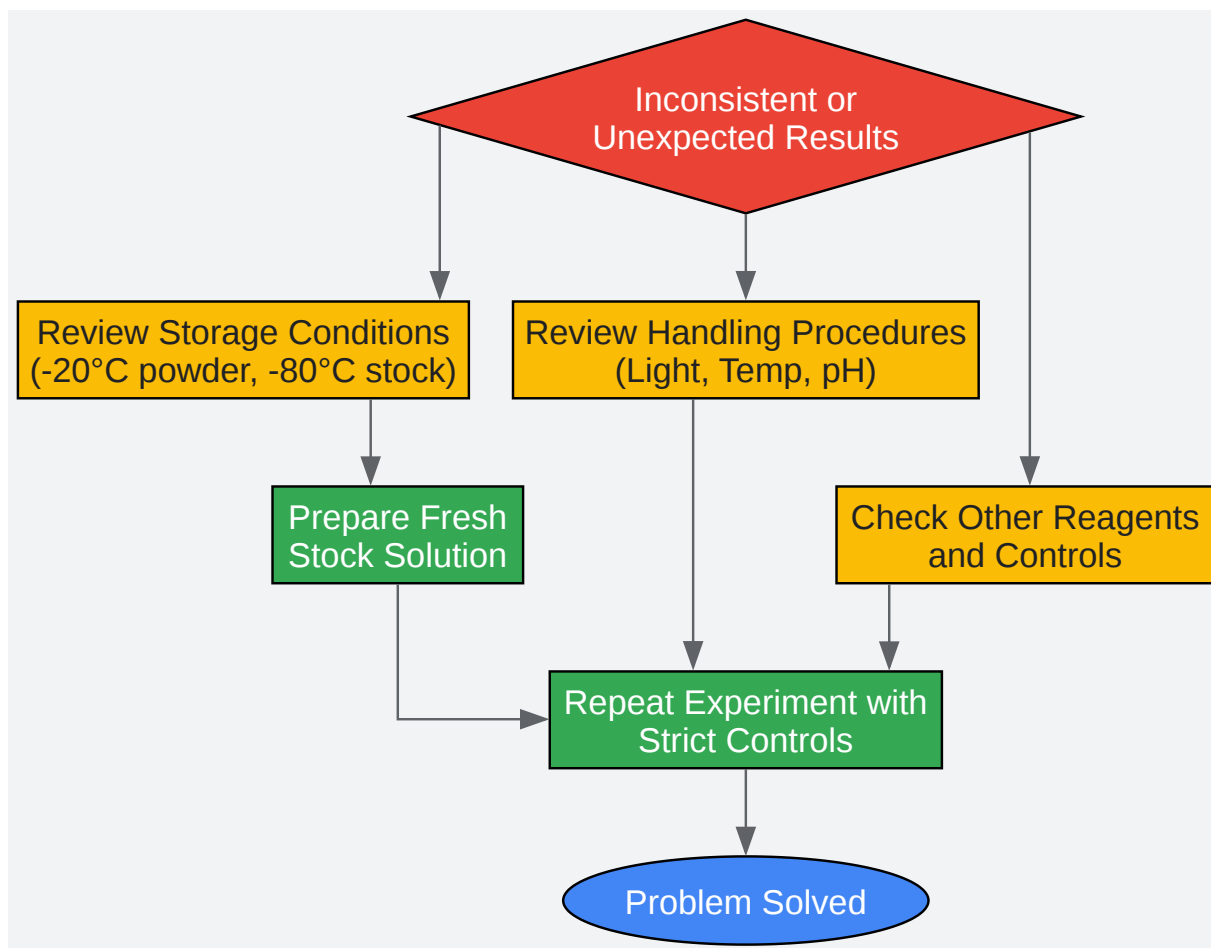 Inconsistent or
Unexpected Results
Review Storage Conditions
(-20°C powder, -80°C stock)
Review Handling Procedures
(Light, Temp, pH)
Prepare Fresh
Stock Solution
Check Other Reagents
and Controls
Repeat Experiment with
Strict Controls
Problem Solved